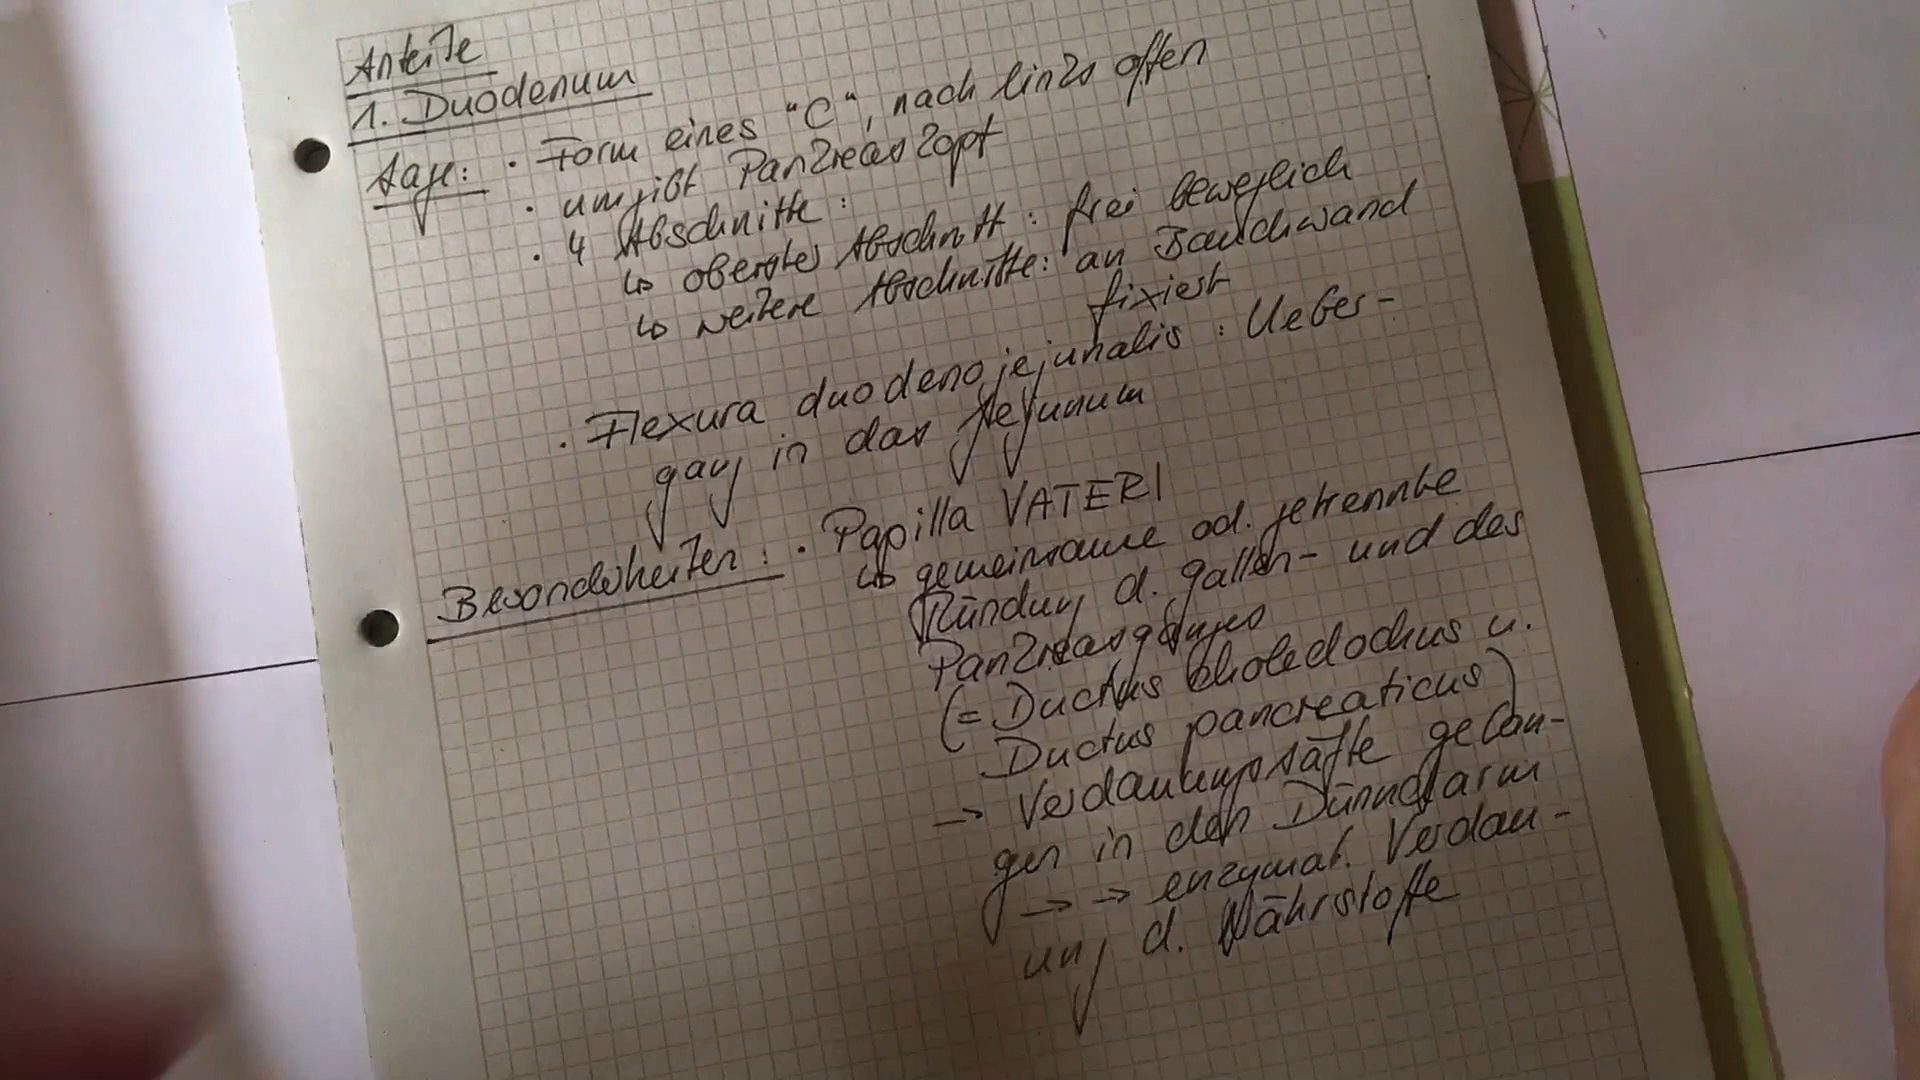 Anteile
1. Duodenum
Lage: · Form eines "C", nach links offen
· umgibt Pankreaskopf
· 4 Abschnitte:
↳ oberster Abschnitt: frei beweglich
↳ weitere Abschnitte: an Bauchwand
fixiert
· Flexura duodenojejunalis: Ueber-
gang in das Jejunum
Besonderheiten: · Papilla VATERI
↳ gemeinsame od. getrennte
Mündung d. Gallen- und des
Pankreasganges
(= Ductus choledochus u.
Ductus pancreaticus)
→ Verdauungssäfte gelan-
gen in den Dünndarm
→ → enzymat. Verdau-
ung d. Nährstoffe